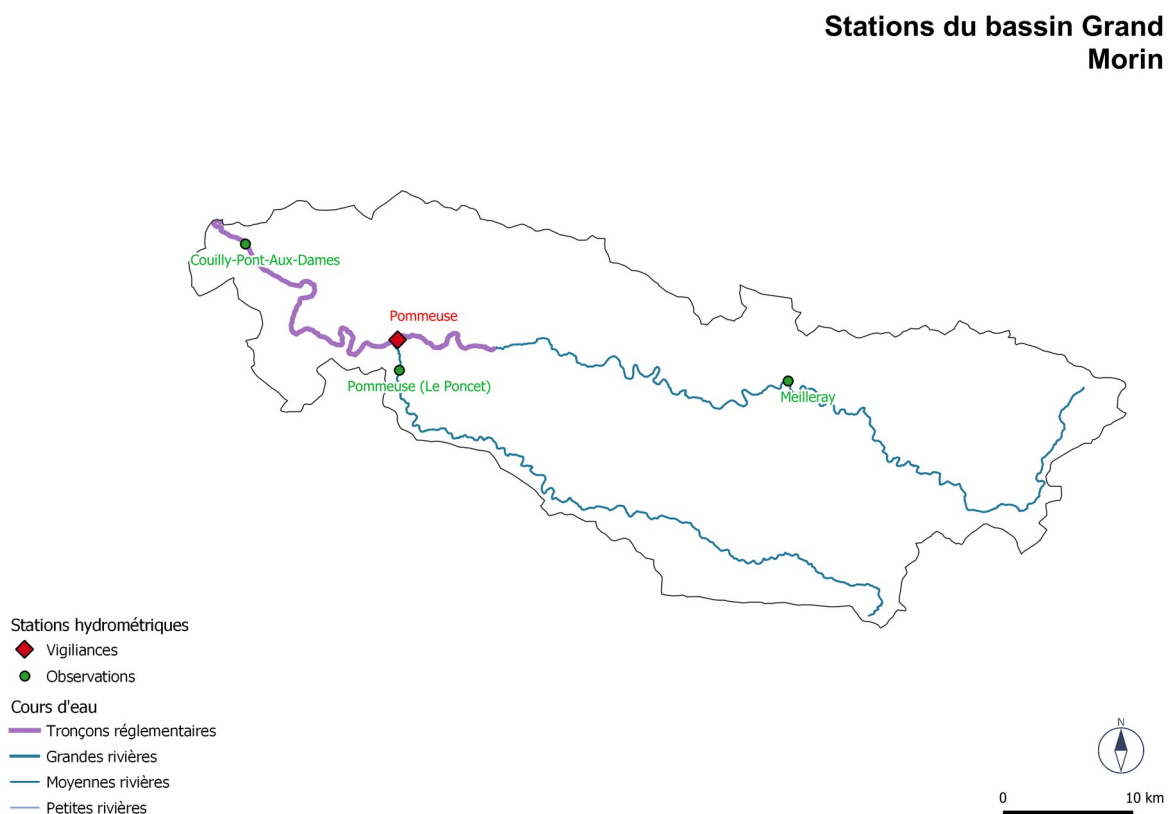 Stations du bassin Grand
Morin
Couilly-Pont-Aux-Dames
Pommeuse
Pommeuse (Le Poncet)
Meilleray
Stations hydrométriques
Vigiliances
Observations
Cours d'eau
Tronçons réglementaires
Grandes rivières
Moyennes rivières
Petites rivières
N
0 10 km